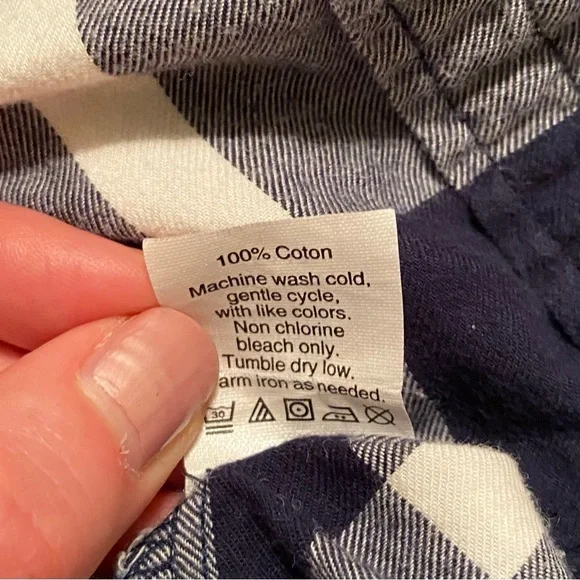 100% Coton
Machine wash cold,
gentle cycle,
with like colors.
Non chlorine
bleach only.
Tumble dry low.
arm iron as needed.
30